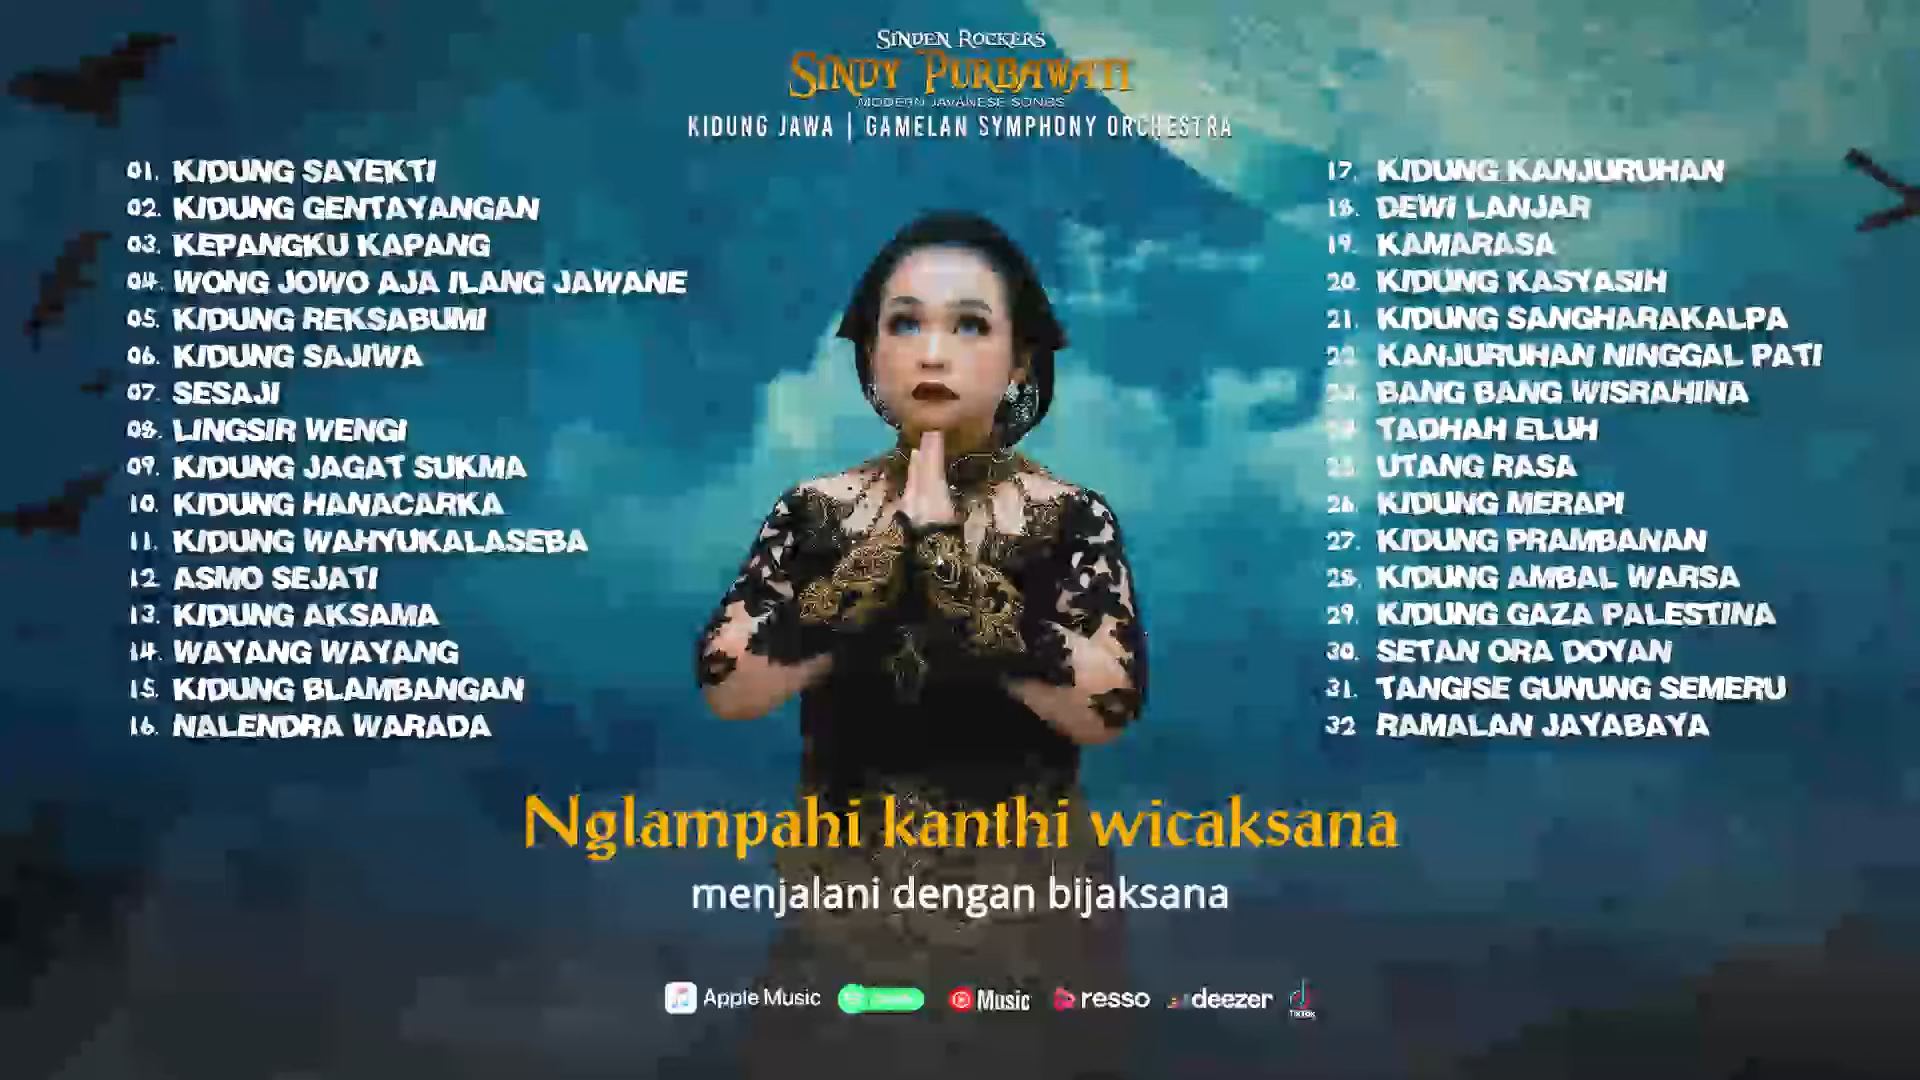 SINDEN ROCKERS
SINDY PURBAWATI
MODERN JAVANESE SONGS
KIDUNG JAWA | GAMELAN SYMPHONY ORCHESTRA
01. KIDUNG SAYEKTI
02. KIDUNG GENTAYANGAN
03. KEPANGKU KAPANG
04. WONG JOWO AJA ILANG JAWANE
05. KIDUNG REKSABUMI
06. KIDUNG SAJIWA
07. SESAJI
08. LINGSIR WENGI
09. KIDUNG JAGAT SUKMA
10. KIDUNG HANACARKA
11. KIDUNG WAHYUKALASEBA
12 ASMO SEJATI
13. KIDUNG AKSAMA
14. WAYANG WAYANG
15. KIDUNG BLAMBANGAN
16. NALENDRA WARADA
17. KIDUNG KANJURUHAN
18. DEWI LANJAR
19. KAMARASA
20. KIDUNG KASYASIH
21. KIDUNG SANGHARAKALPA
22. KANJURUHAN NINGGAL PATI
23. BANG BANG WISRAHINA
TADHAH ELUH
25. UTANG RASA
26. KIDUNG MERAPI
27. KIDUNG PRAMBANAN
28. KIDUNG AMBAL WARSA
29. KIDUNG GAZA PALESTINA
30. SETAN ORA DOYAN
31. TANGISE GUNUNG SEMERU
32 RAMALAN JAYABAYA
Nglampahi kanthi wicaksana
menjalani dengan bijaksana
Apple Music
Music
resso
deezer
TIKTOK